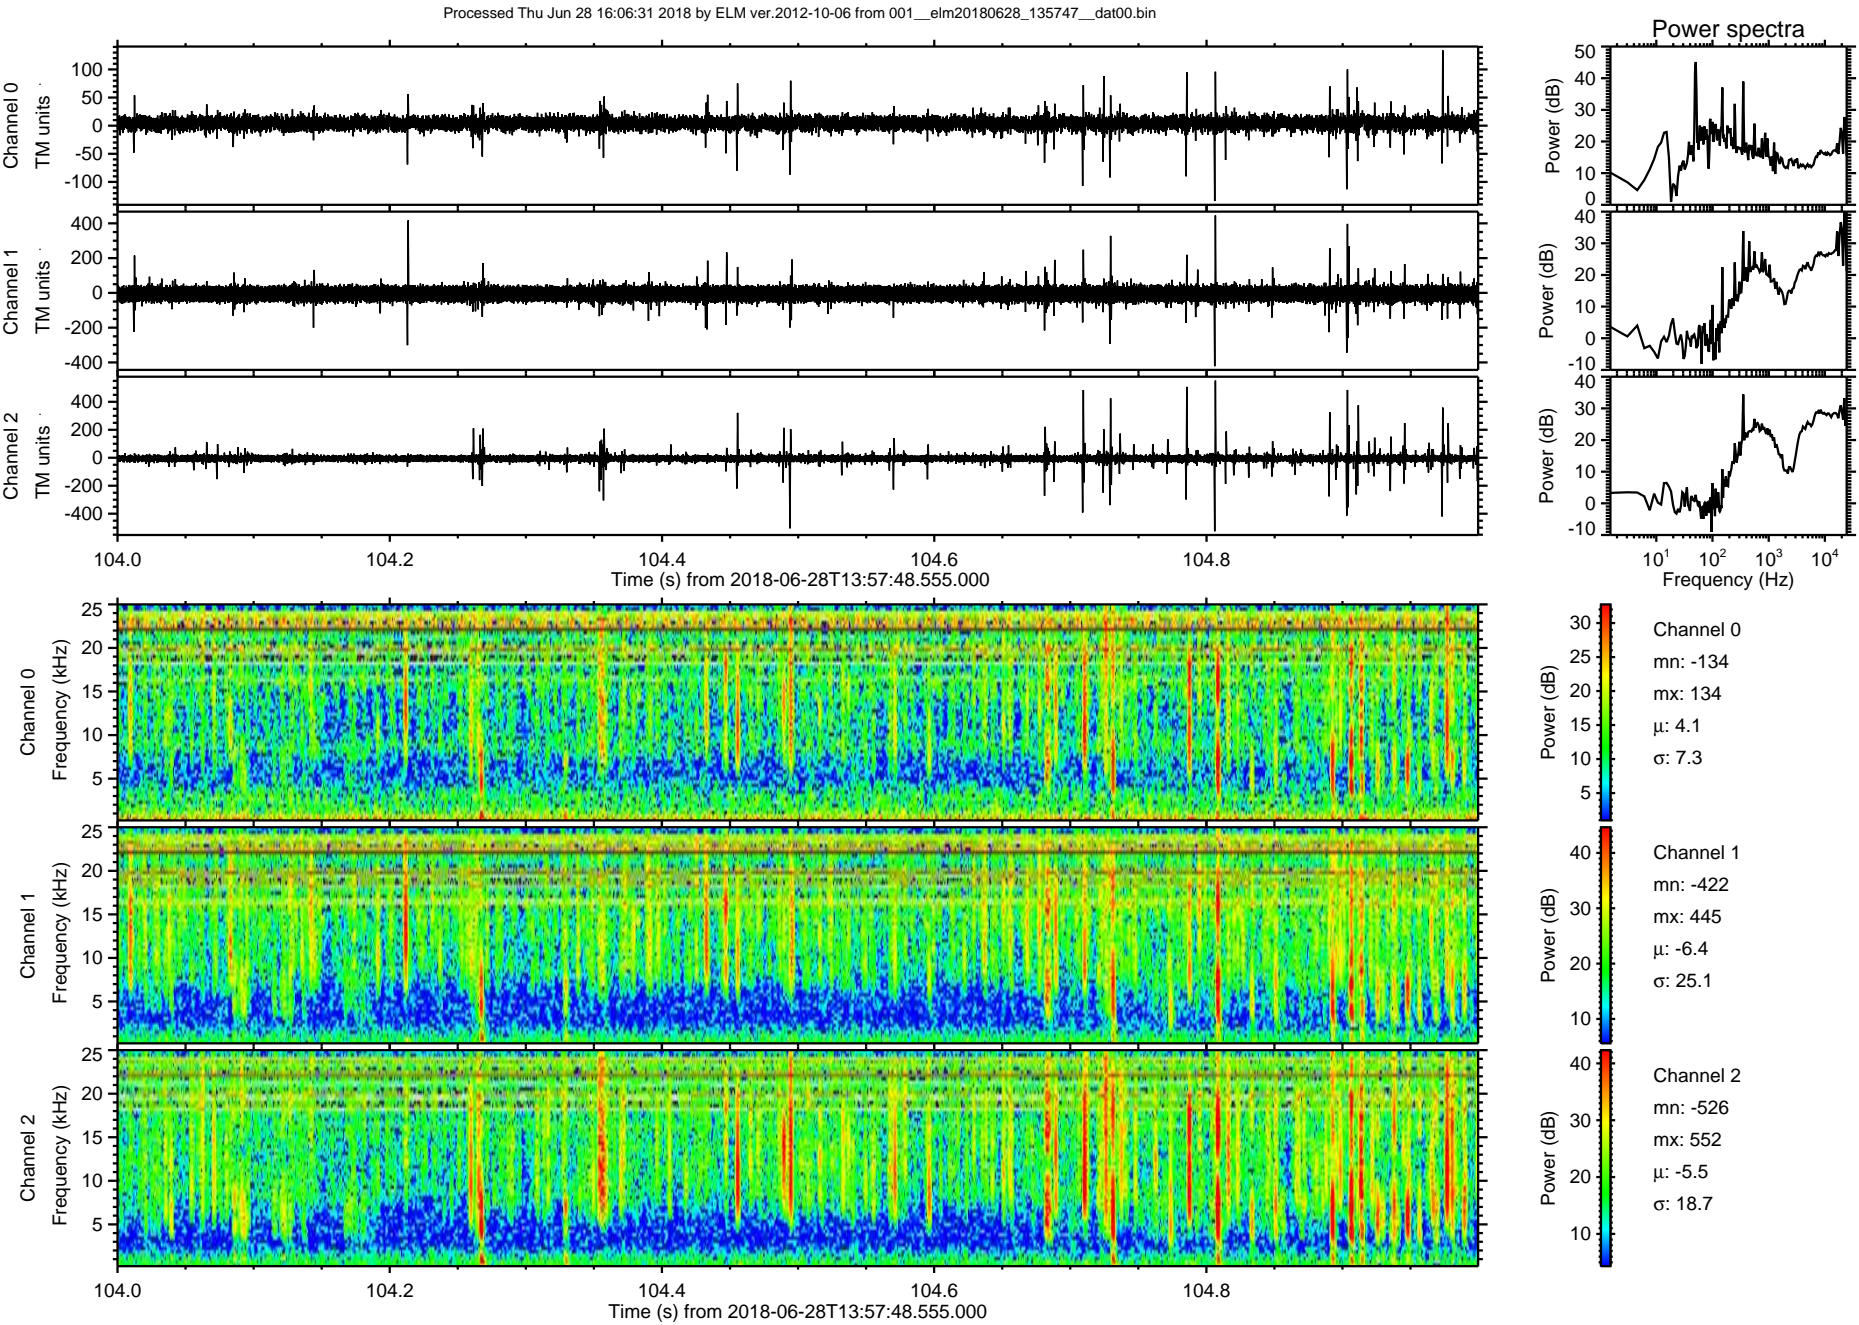 Processed Thu Jun 28 16:06:31 2018 by ELM ver.2012-10-06 from 001__elm20180628_135747__dat00.bin
Power spectra
Channel 0
TM units
100
50
0
-50
-100
Power (dB)
50
40
30
20
10
0
Channel 1
TM units
400
200
0
-200
-400
Power (dB)
40
30
20
10
0
-10
Channel 2
TM units
400
200
0
-200
-400
Power (dB)
40
30
20
10
0
-10
104.0 104.2 104.4 104.6 104.8
Time (s) from 2018-06-28T13:57:48.555.000
10¹ 10² 10³ 10⁴
Frequency (Hz)
Channel 0
Frequency (kHz)
25
20
15
10
5
Power (dB)
30
25
20
15
10
5
Channel 0
mn: -134
mx: 134
μ: 4.1
σ: 7.3
Channel 1
Frequency (kHz)
25
20
15
10
5
Power (dB)
40
30
20
10
Channel 1
mn: -422
mx: 445
μ: -6.4
σ: 25.1
Channel 2
Frequency (kHz)
25
20
15
10
5
Power (dB)
40
30
20
10
Channel 2
mn: -526
mx: 552
μ: -5.5
σ: 18.7
104.0 104.2 104.4 104.6 104.8
Time (s) from 2018-06-28T13:57:48.555.000